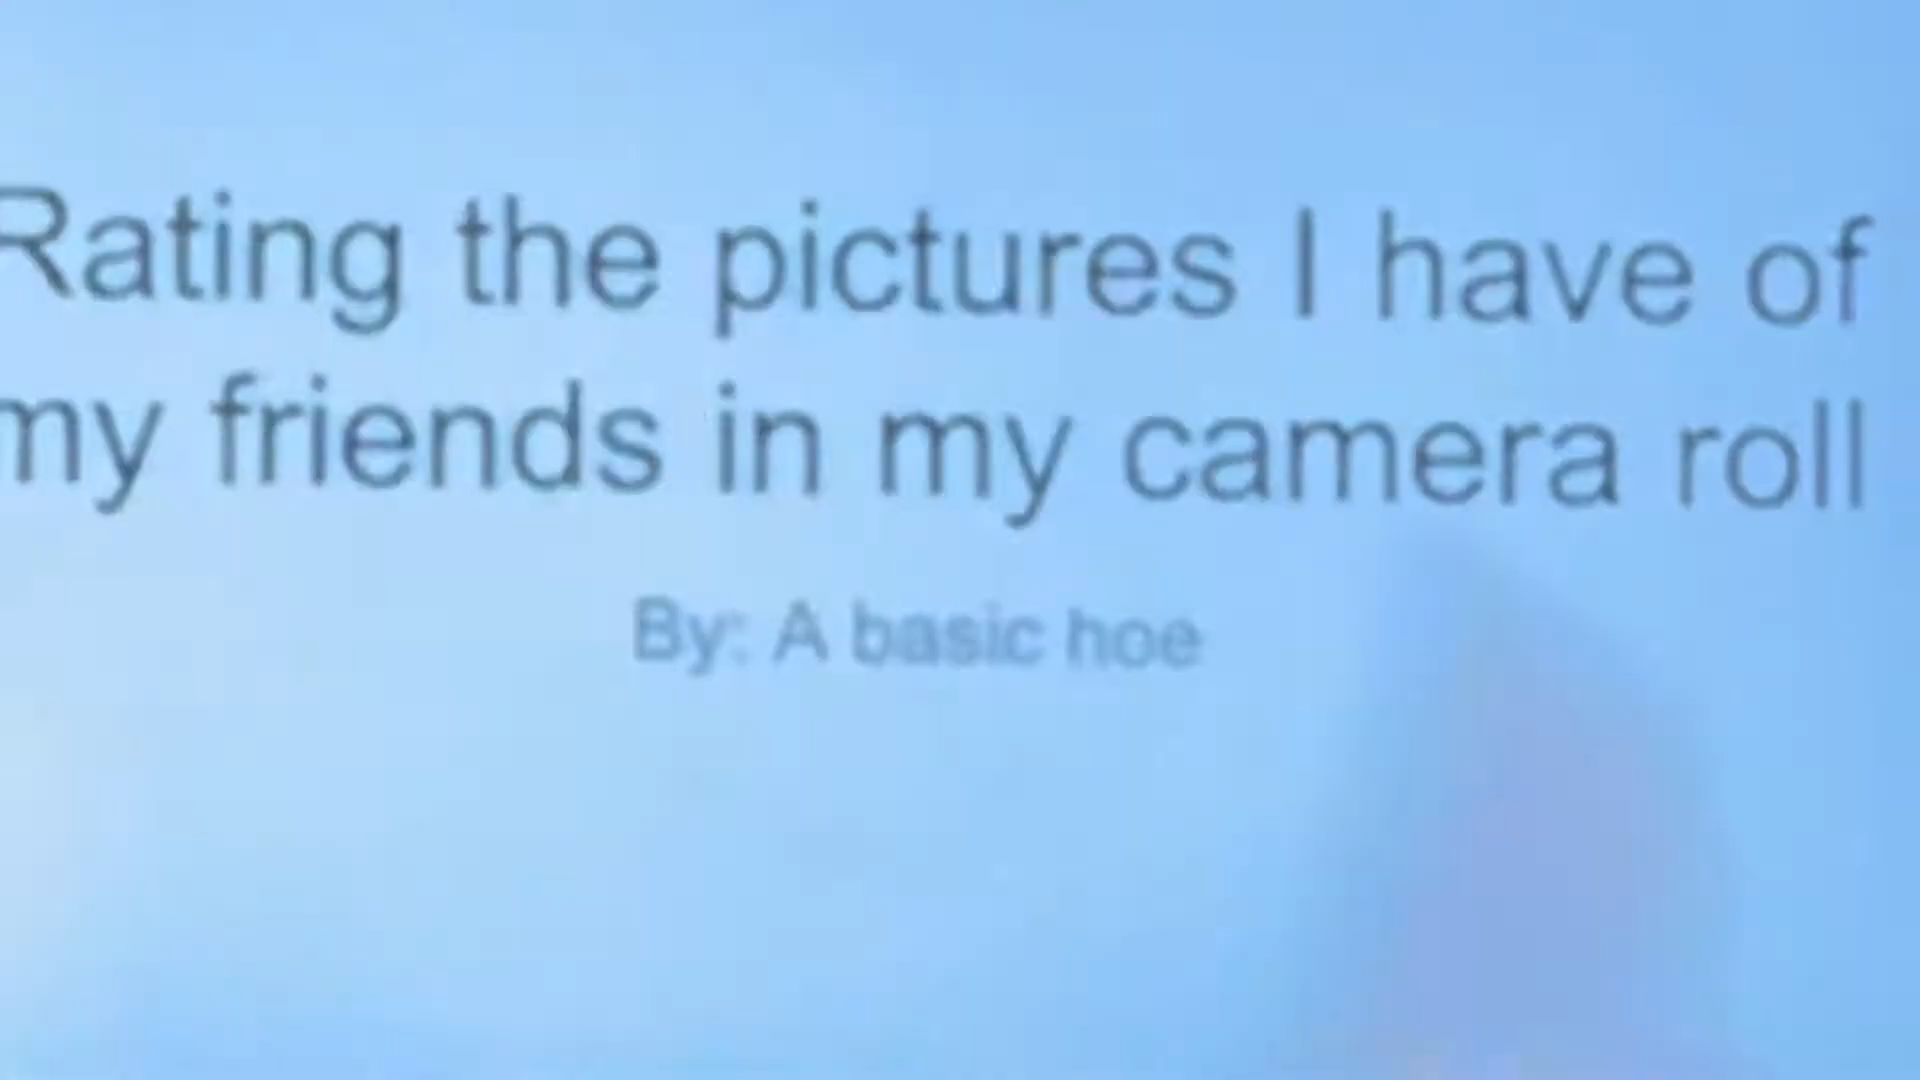 Rating the pictures I have of
my friends in my camera roll
By: A basic hoe